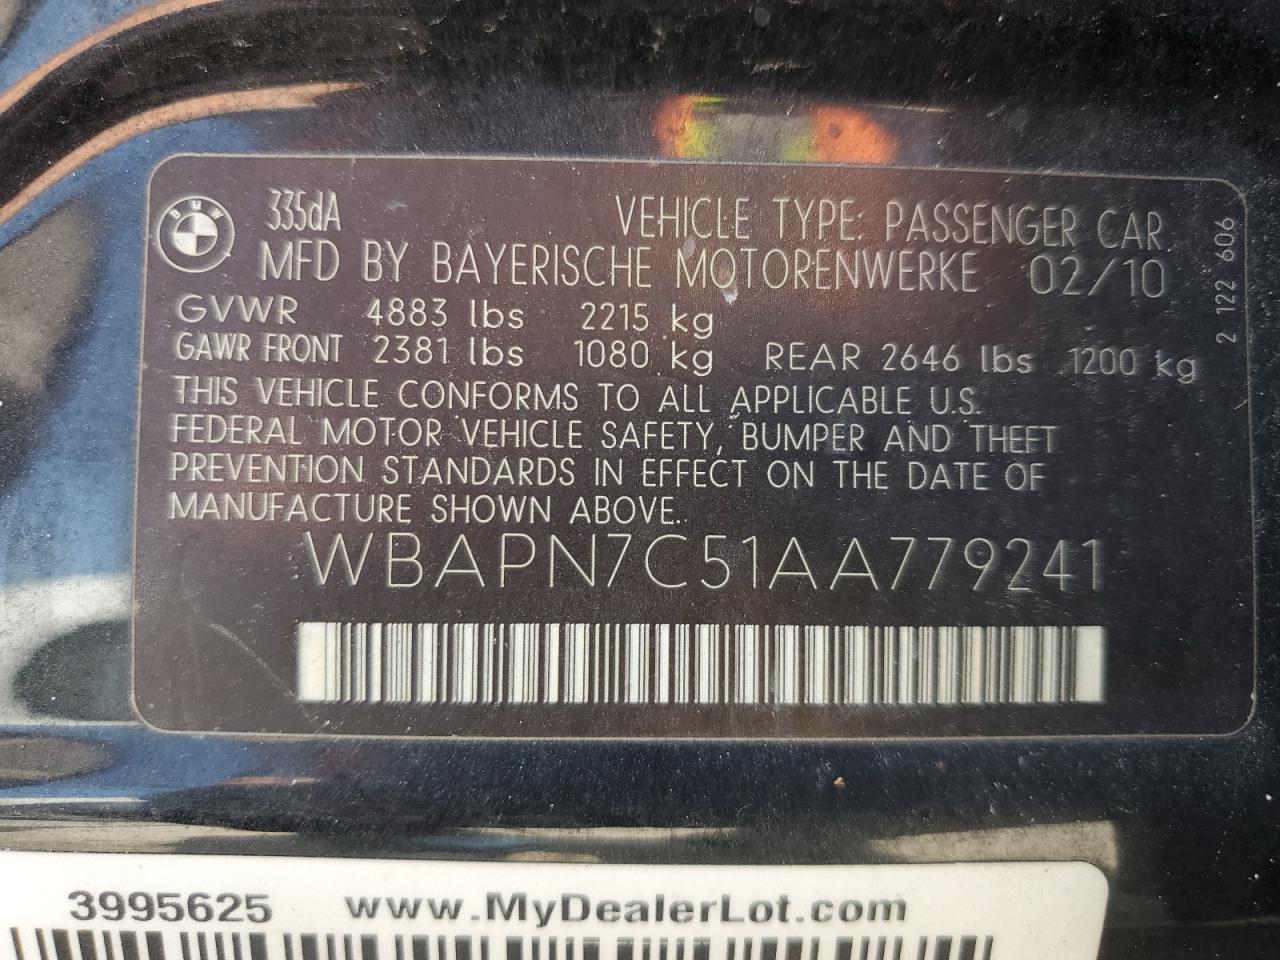 BMW
335dA VEHICLE TYPE: PASSENGER CAR
MFD BY BAYERISCHE MOTORENWERKE 02/10
GVWR 4883 lbs 2215 kg
GAWR FRONT 2381 lbs 1080 kg REAR 2646 lbs 1200 kg
THIS VEHICLE CONFORMS TO ALL APPLICABLE U.S.
FEDERAL MOTOR VEHICLE SAFETY, BUMPER AND THEFT
PREVENTION STANDARDS IN EFFECT ON THE DATE OF
MANUFACTURE SHOWN ABOVE.
WBAPN7C51AA779241
2 122 606
3995625 www.MyDealerLot.com